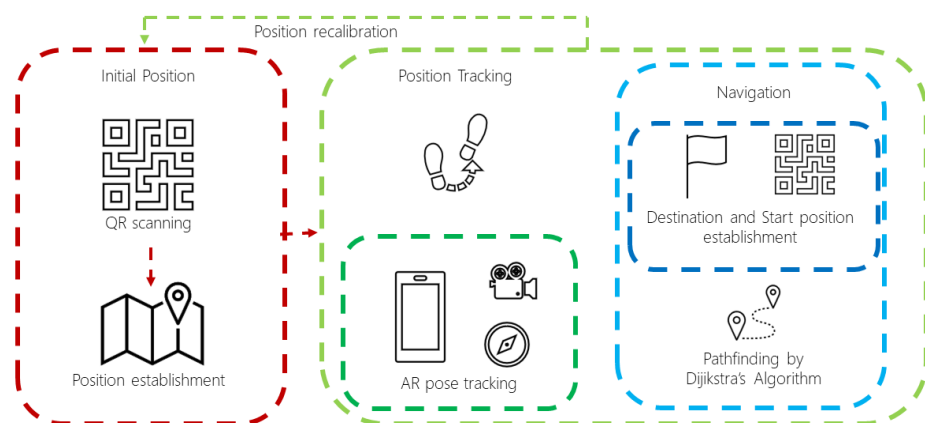 Position recalibration
Initial Position
QR scanning
Position establishment
Position Tracking
AR pose tracking
Navigation
Destination and Start position
establishment
Pathfinding by
Dijikstra's Algorithm